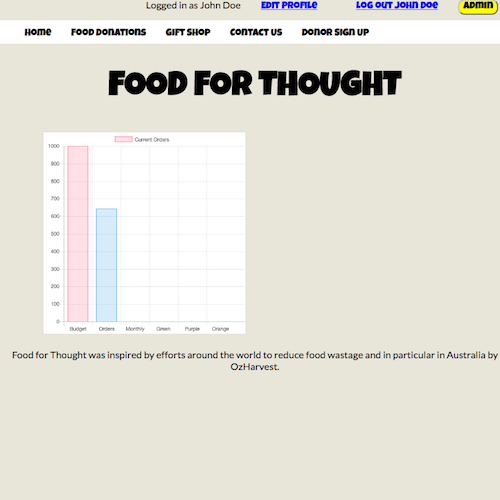 Logged in as John Doe Edit Profile Log out John Doe Admin
Home Food Donations Gift Shop Contact Us Donor Sign Up
Food for Thought
Current Orders
1000
900
800
700
600
500
400
300
200
100
0
Budget Orders Monthly Green Purple Orange
Food for Thought was inspired by efforts around the world to reduce food wastage and in particular in Australia by
OzHarvest.